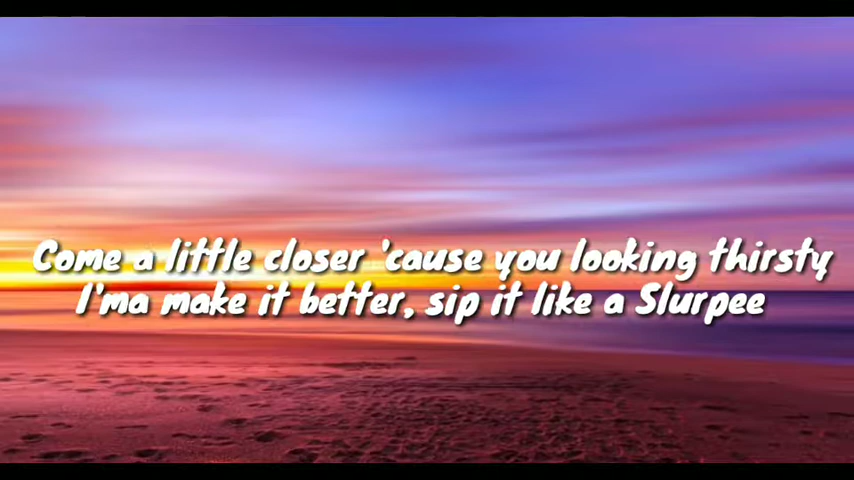 Come a little closer 'cause you looking thirsty
I'ma make it better, sip it like a Slurpee